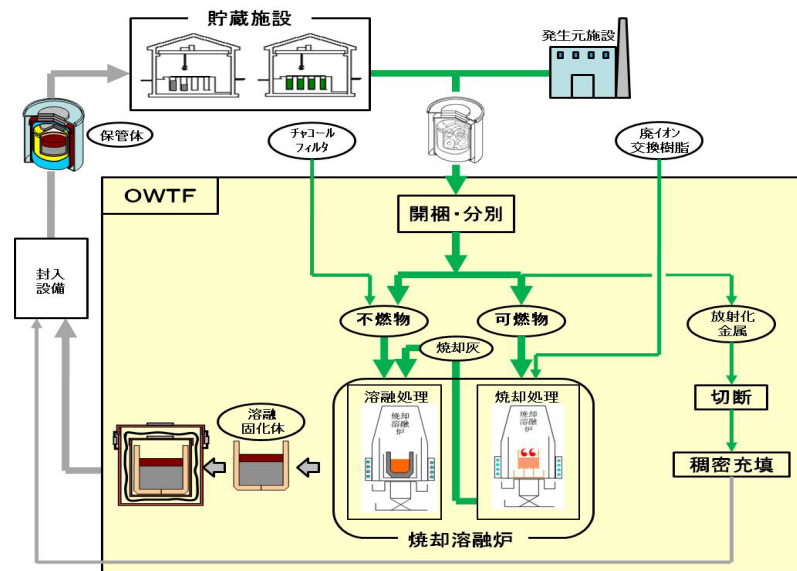 貯蔵施設
発生元施設
保管体
チャコール
フィルタ
廃イオン
交換樹脂
OWTF
開梱・分別
封入
設備
不燃物
可燃物
放射化
金属
焼却灰
溶融処理
焼却
溶融
炉
焼却処理
焼却
溶融
炉
切断
溶融
固化体
稠密充填
焼却溶融炉